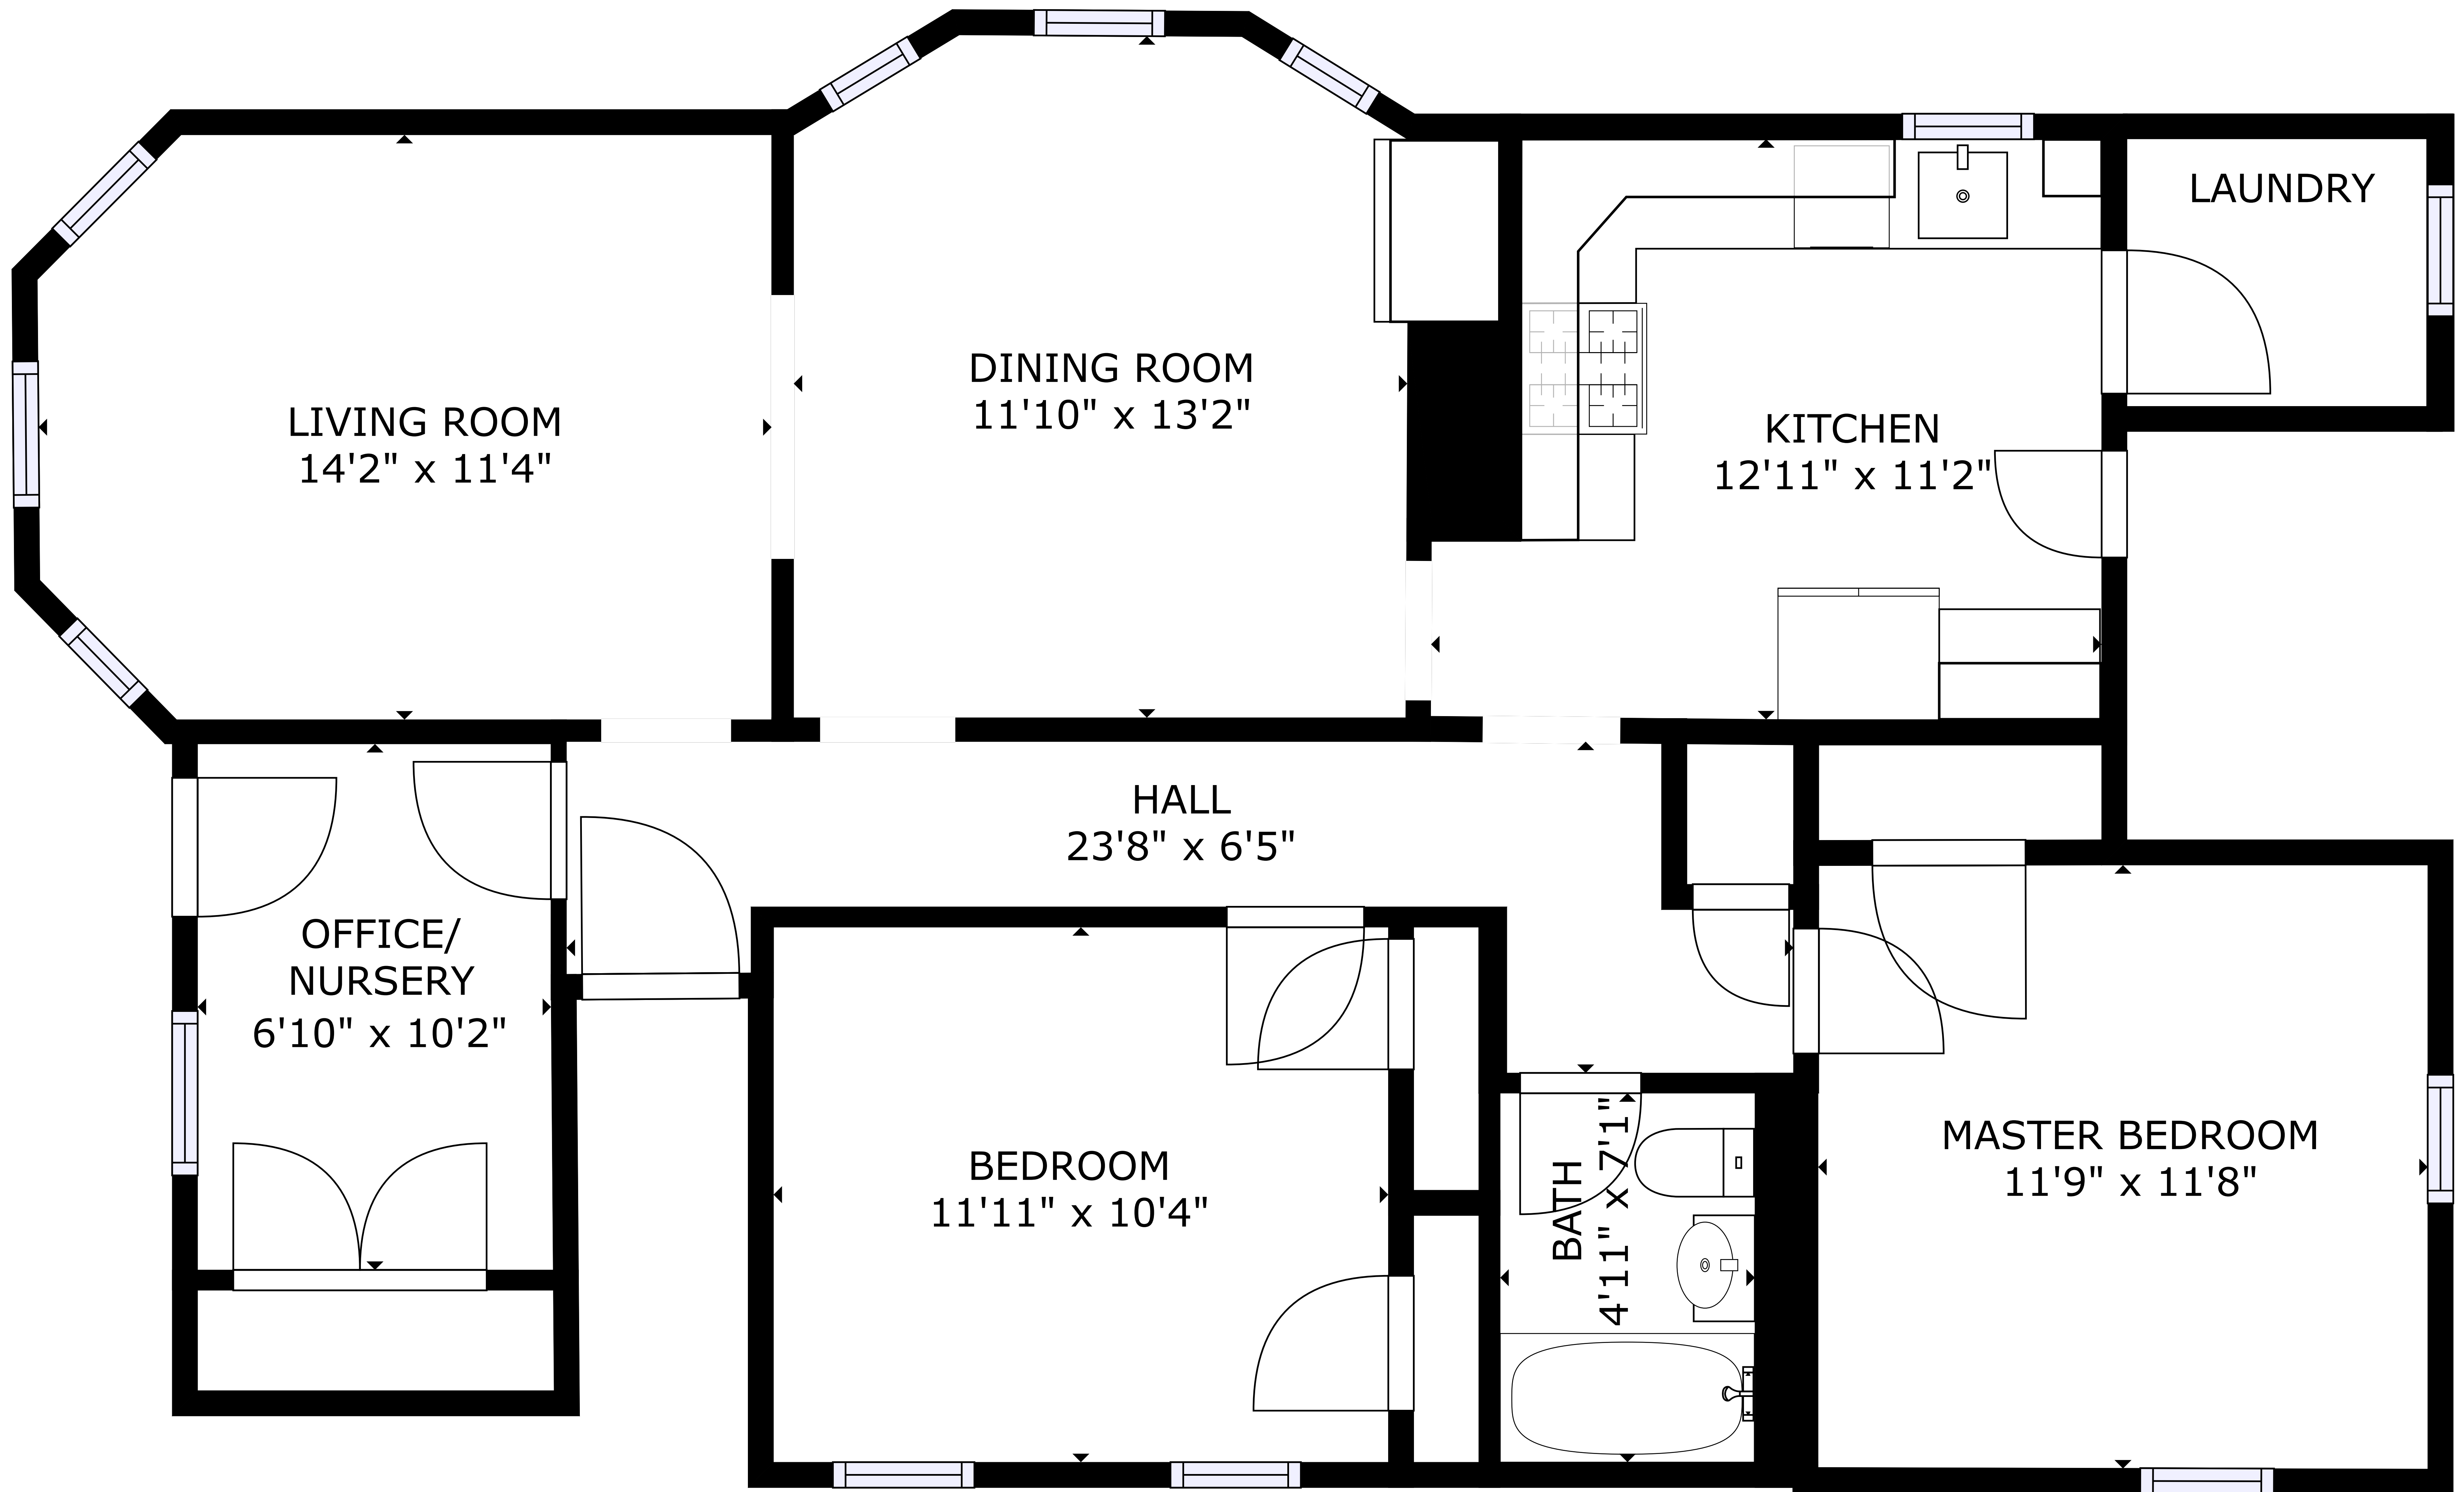 LAUNDRY
DINING ROOM
11'10" x 13'2"
LIVING ROOM
14'2" x 11'4"
KITCHEN
12'11" x 11'2"
HALL
23'8" x 6'5"
OFFICE/
NURSERY
6'10" x 10'2"
BEDROOM
11'11" x 10'4"
BATH
4'11" x 7'1"
MASTER BEDROOM
11'9" x 11'8"